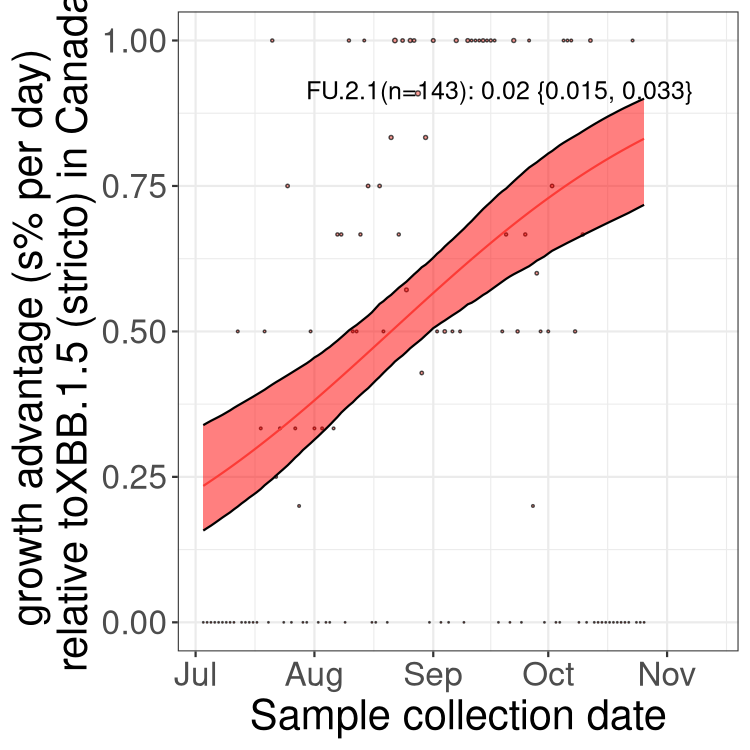 growth advantage (s% per day)
relative toXBB.1.5 (stricto) in Canada
1.00
0.75
0.50
0.25
0.00
FU.2.1(n=143): 0.02 {0.015, 0.033}
Jul Aug Sep Oct Nov
Sample collection date